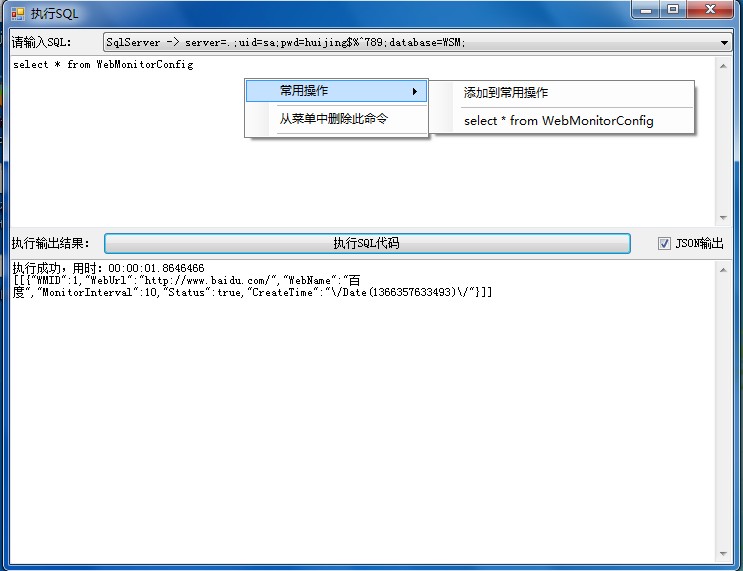 执行SQL
请输入SQL:
SqlServer -> server=.;uid=sa;pwd=huijing$%^789;database=WSM;
select * from WebMonitorConfig
常用操作
添加到常用操作
从菜单中删除此命令
select * from WebMonitorConfig
执行输出结果:
执行SQL代码
JSON输出
执行成功,用时:00:00:01.8646466
[[{"WMID":1,"WebUrl":"http://www.baidu.com/","WebName":"百
度","MonitorInterval":10,"Status":true,"CreateTime":"\/Date(1366357633493)\/"}]]